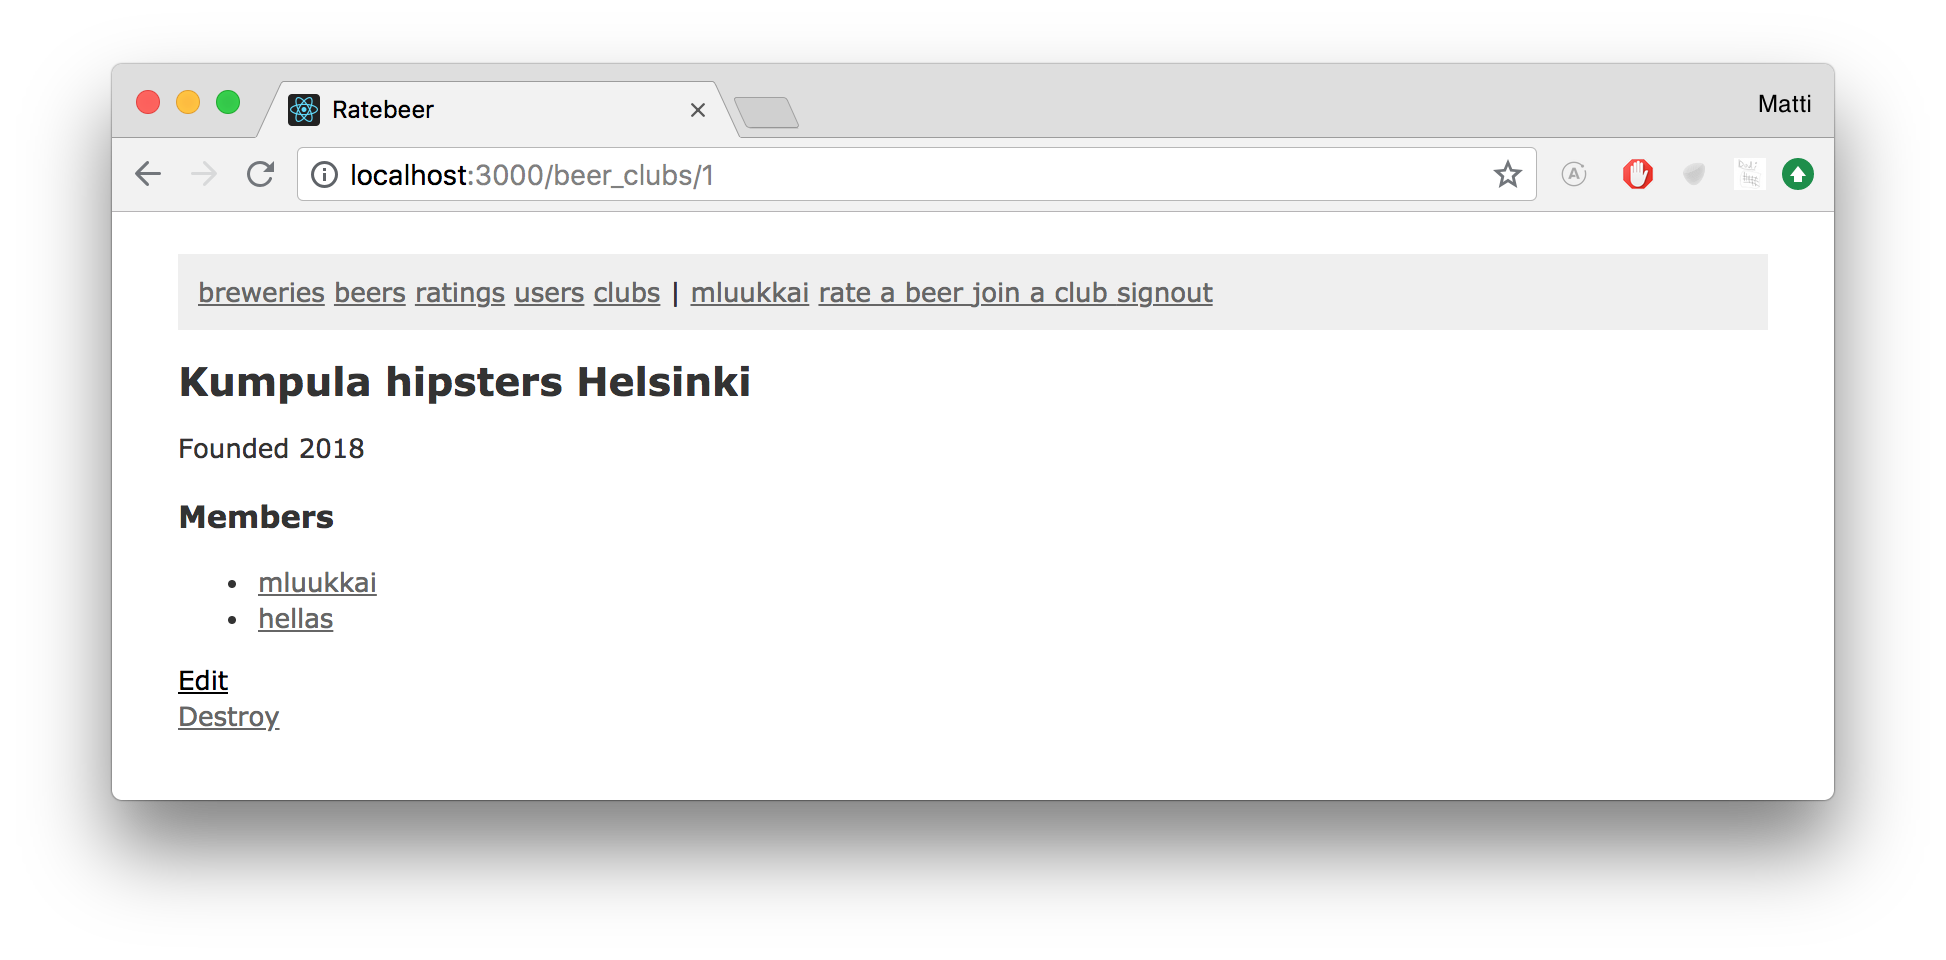 Ratebeer
Matti
localhost:3000/beer_clubs/1
breweries beers ratings users clubs | mluukkai rate a beer join a club signout
Kumpula hipsters Helsinki
Founded 2018
Members
• mluukkai
• hellas
Edit
Destroy